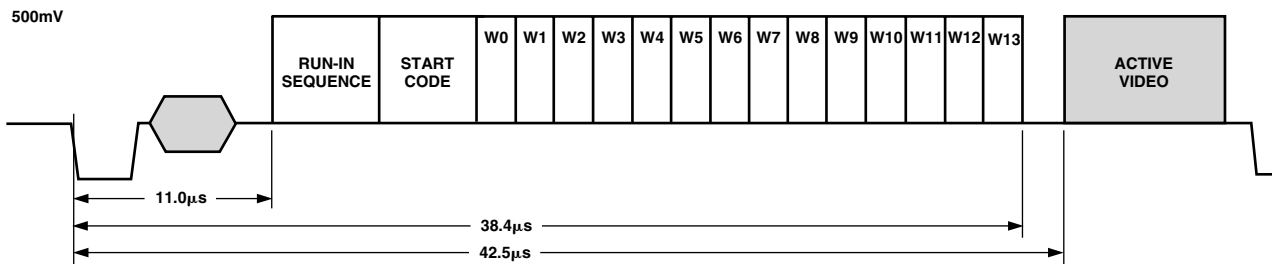 500mV
RUN-IN
SEQUENCE
START
CODE
W0 W1 W2 W3 W4 W5 W6 W7 W8 W9 W10 W11 W12 W13
ACTIVE
VIDEO
11.0μs
38.4μs
42.5μs